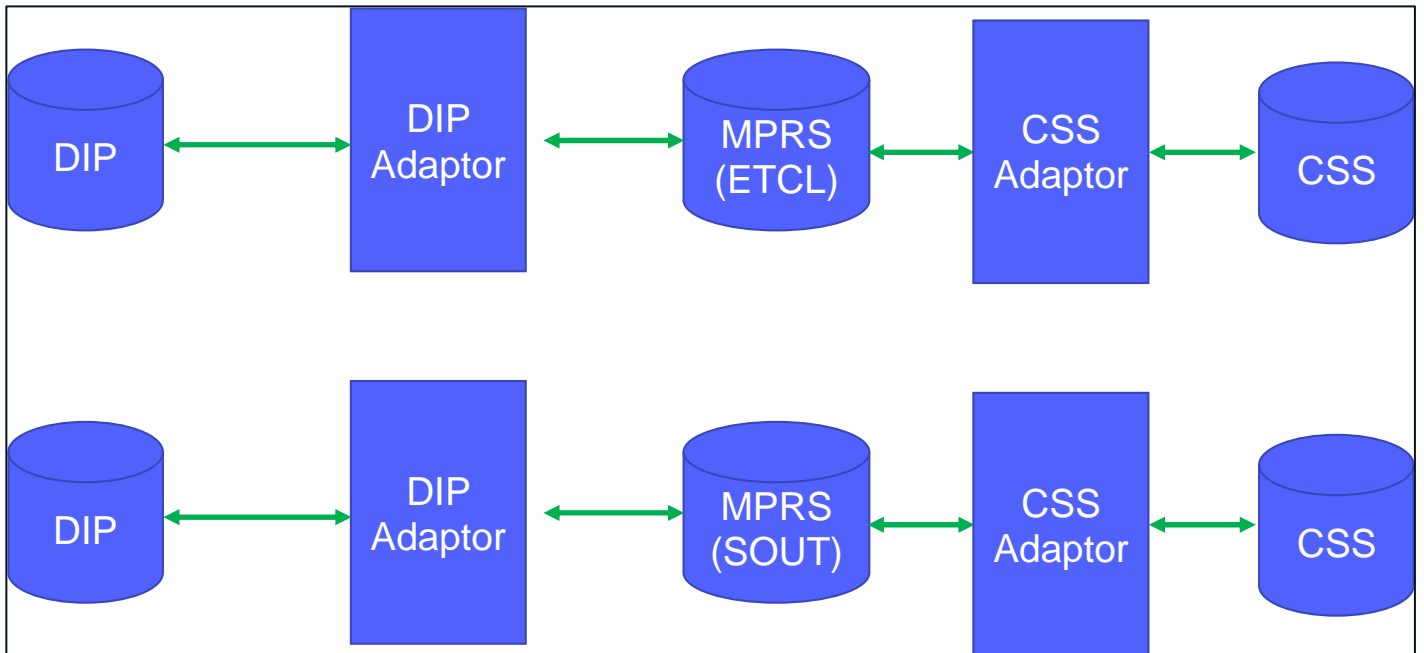 DIP
DIP
Adaptor
MPRS
(ETCL)
CSS
Adaptor
CSS
DIP
DIP
Adaptor
MPRS
(SOUT)
CSS
Adaptor
CSS